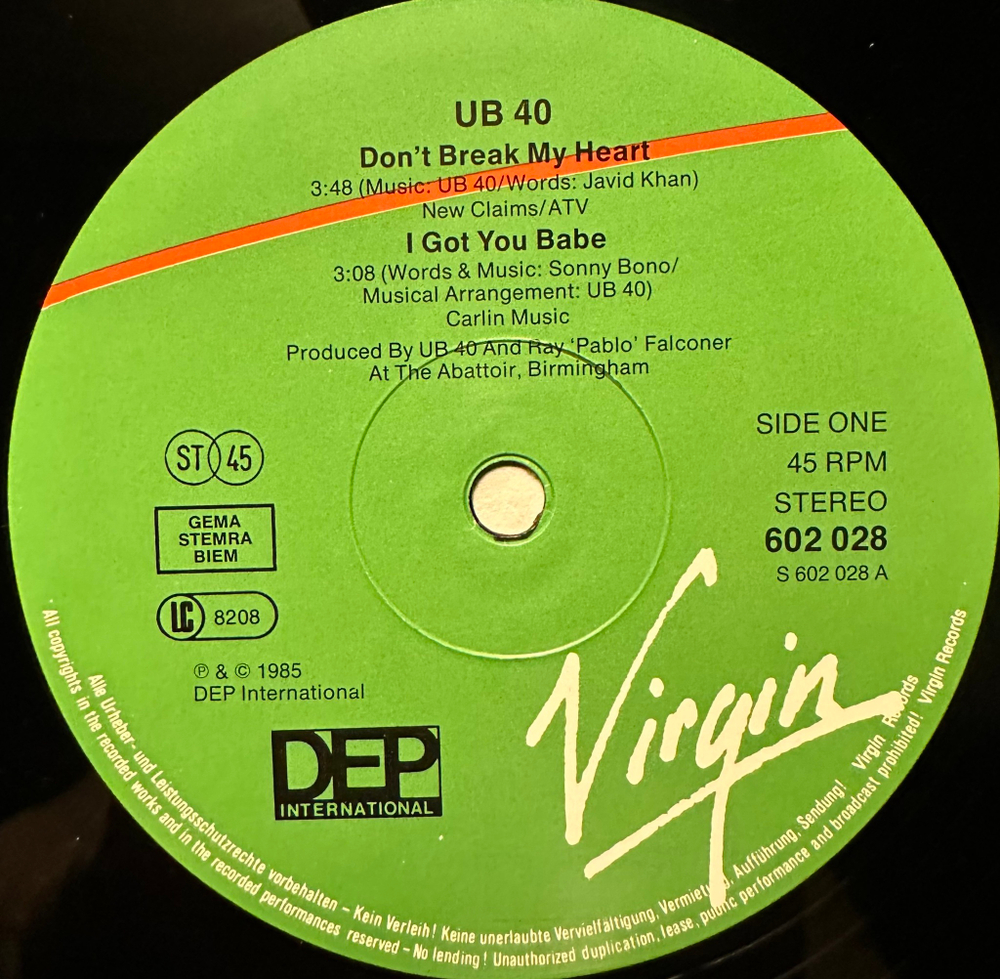 UB 40
Don't Break My Heart
3:48 (Music: UB 40/Words: Javid Khan)
New Claims/ATV
I Got You Babe
3:08 (Words & Music: Sonny Bono/
Musical Arrangement: UB 40)
Carlin Music
Produced By UB 40 And Ray ‘Pablo’ Falconer
At The Abattoir, Birmingham
ST 45
GEMA
STEMRA
BIEM
LC 8208
℗ & © 1985
DEP International
DEP
INTERNATIONAL
SIDE ONE
45 RPM
STEREO
602 028
S 602 028 A
Virgin
Alle Urheber- und Leistungsschutzrechte vorbehalten – Kein Verleih! Keine unerlaubte Vervielfältigung, Vermietung, Aufführung, Sendung! Virgin Records
All copyrights in the recorded works and in the recorded performances reserved – No lending! Unauthorized duplication, lease, public performance and broadcast prohibited! Virgin Records